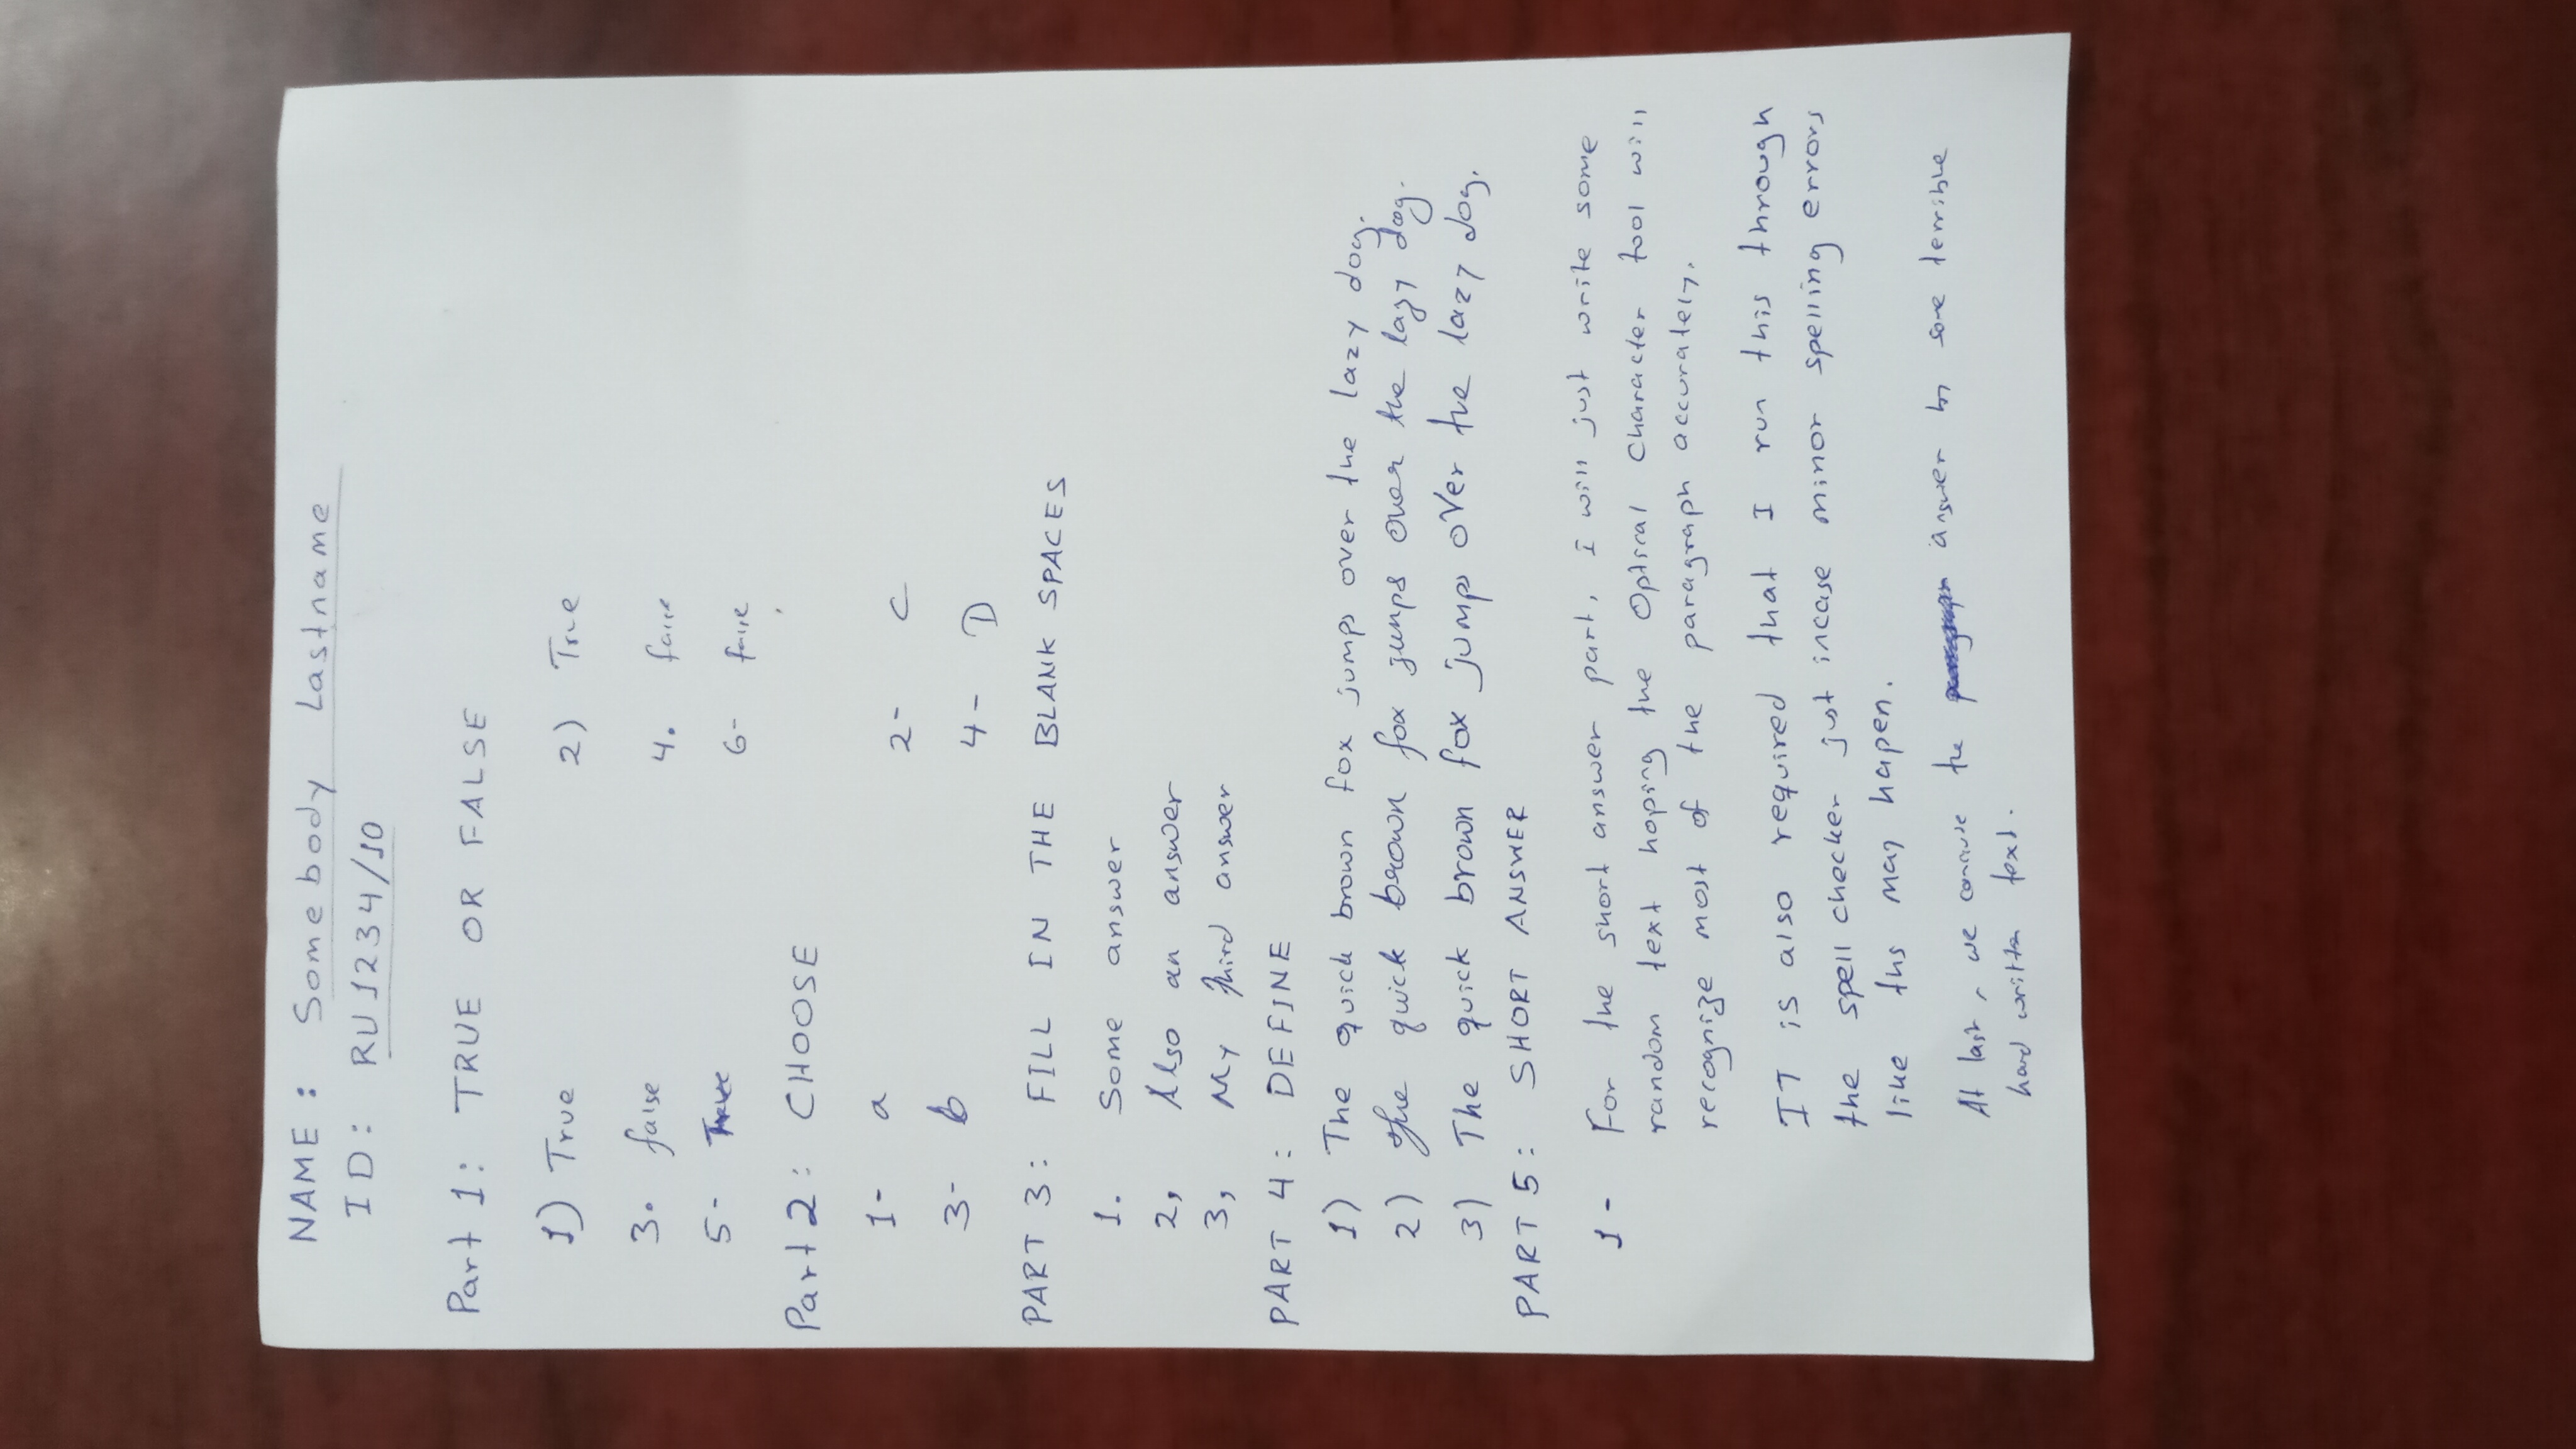 NAME : Somebody Lastname
ID : RU1234/10
Part 1: TRUE OR FALSE
1) True 2) True
3. false 4. false
5- True 6- false
Part 2 : CHOOSE
1- a 2- C
3- b 4- D
PART 3 : FILL IN THE BLANK SPACES
1. Some answer
2, Also an answer
3, My third answer
PART 4 : DEFINE
1) The quick brown fox jumps over the lazy dog.
2) The quick brown fox jumps over the lazy dog.
3) The quick brown fox jumps over the lazy dog.
PART 5 : SHORT ANSWER
1- For the short answer part, I will just write some
random text hoping the Optical Character tool will
recognize most of the paragraph accurately.
IT is also required that I run this through
the spell checker just incase minor spelling errors
like ths may hapen.
At last, we conclude the answer by some terrible
hand written text.